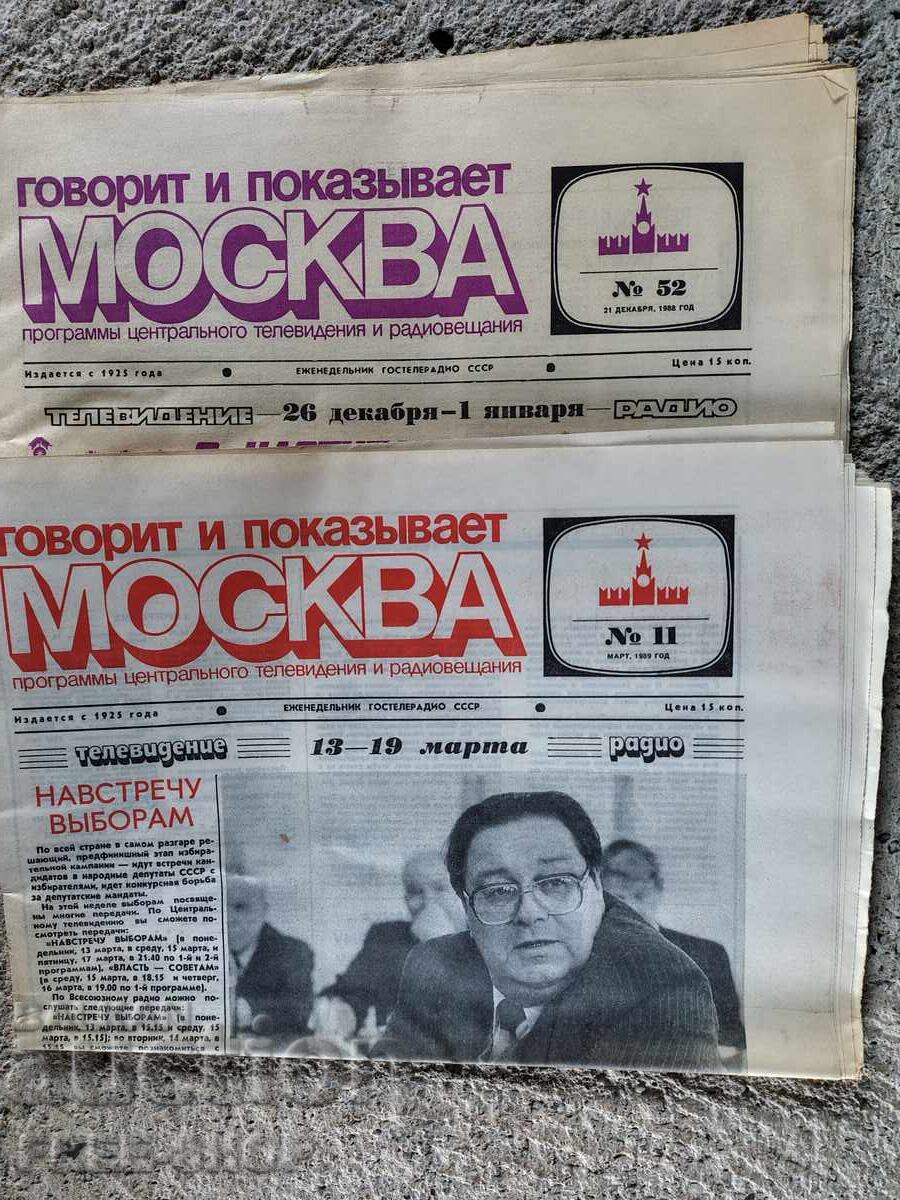 говорит и показывает
МОСКВА
программы центрального телевидения и радиовещания
№ 52
21 ДЕКАБРЯ, 1988 ГОД
Издается с 1925 года
ЕЖЕНЕДЕЛЬНИК ГОСТЕЛЕРАДИО СССР
Цена 15 коп.
ТЕЛЕВИДЕНИЕ — 26 декабря – 1 января — РАДИО
говорит и показывает
МОСКВА
программы центрального телевидения и радиовещания
№ 11
МАРТ, 1989 ГОД
Издается с 1925 года
ЕЖЕНЕДЕЛЬНИК ГОСТЕЛЕРАДИО СССР
Цена 15 коп.
телевидение 13—19 марта радио
НАВСТРЕЧУ
ВЫБОРАМ
По всей стране в самом разгаре ре-
шающий, предфинишный этап избира-
тельной кампании — идут встречи кан-
дидатов в народные депутаты СССР с
избирателями, идет конкурсная борьба
за депутатские мандаты.
На этой неделе выборам посвяще-
ны многие передачи. По Централь-
ному телевидению вы сможете по-
смотреть передачи:
«НАВСТРЕЧУ ВЫБОРАМ» (в поне-
дельник, 13 марта, в среду, 15 марта, и
пятницу, 17 марта, в 21.40 по 1-й и 2-й
программам), «ВЛАСТЬ — СОВЕТАМ»
(в среду, 15 марта, в 18.15 и четверг,
16 марта, в 19.00 по 1-й программе).
По Всесоюзному радио можно по-
слушать следующие передачи:
«НАВСТРЕЧУ ВЫБОРАМ» (в поне-
дельник, 13 марта, в 15.15 и среду, 15
марта, в 15.15); во вторник, 14 марта, в
15.15 вы сможете познакомиться с